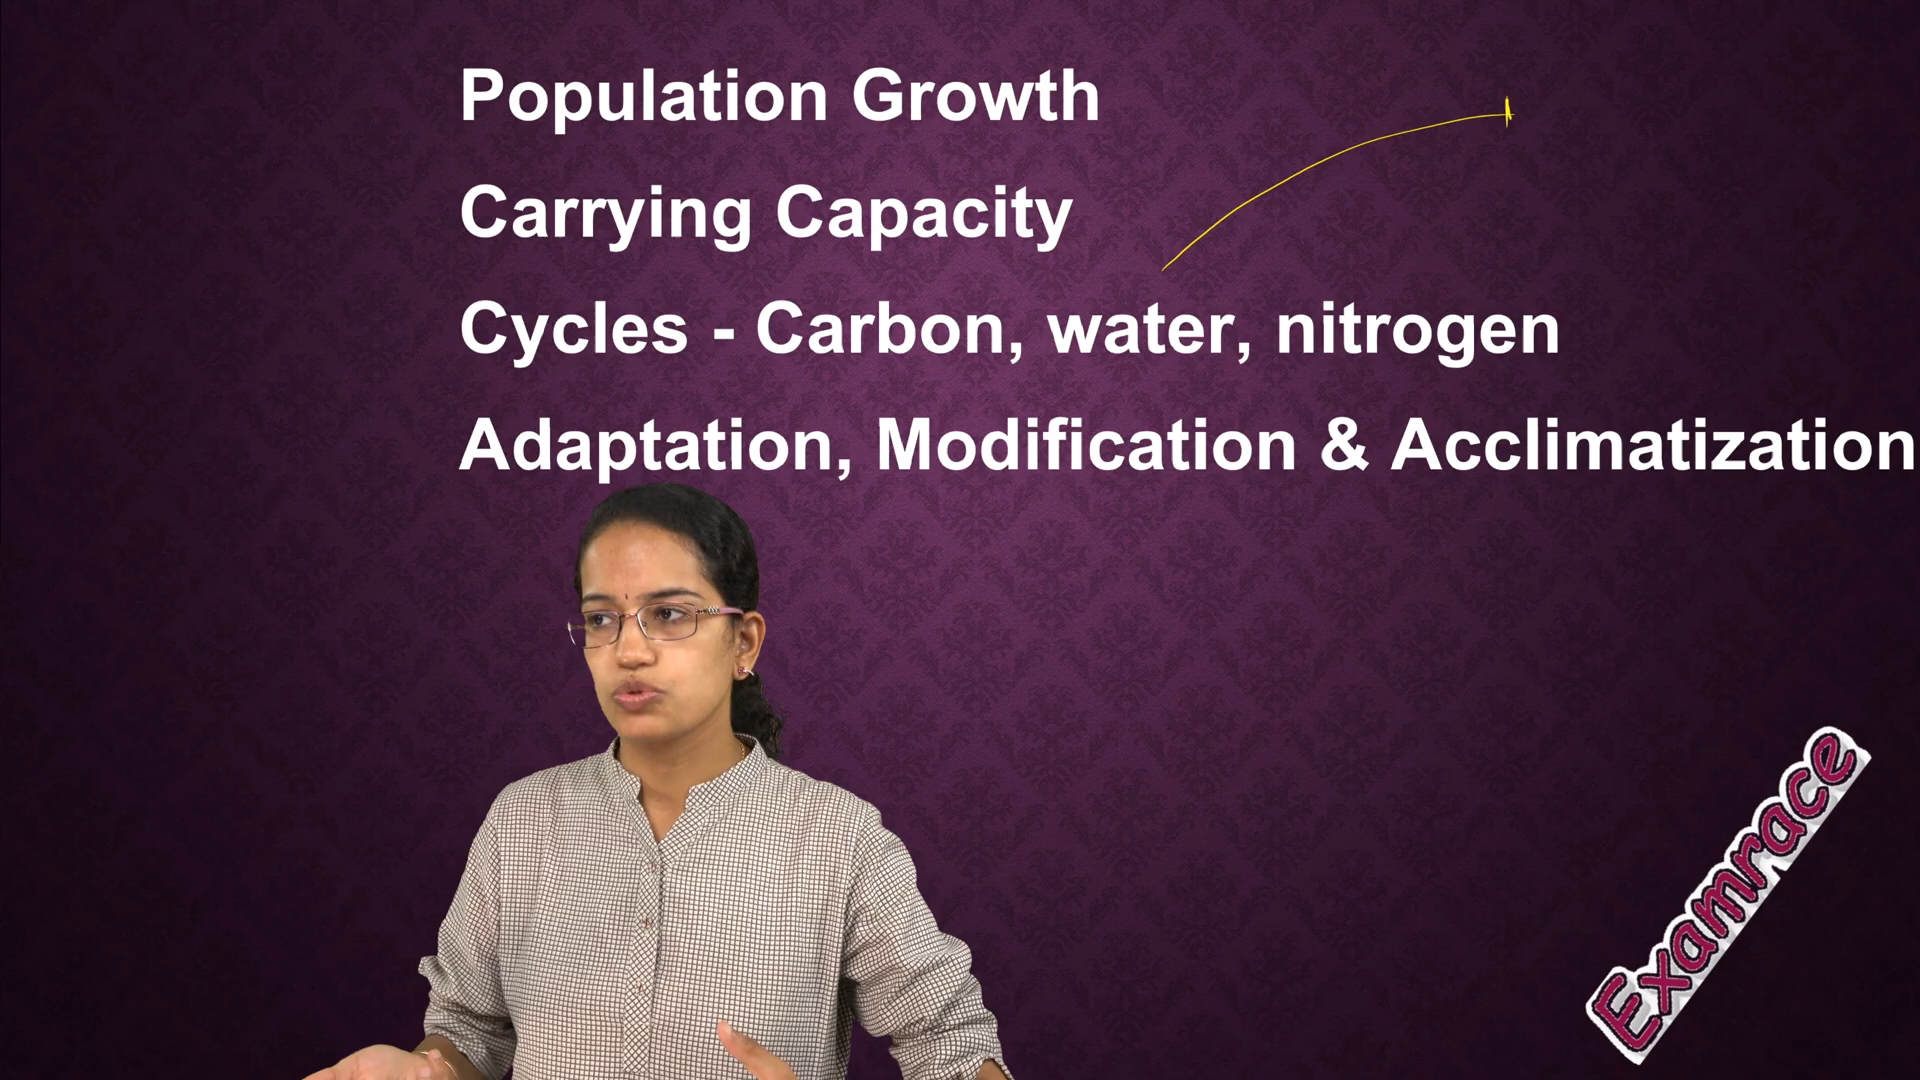 Population Growth
Carrying Capacity
Cycles - Carbon, water, nitrogen
Adaptation, Modification & Acclimatization
Examrace